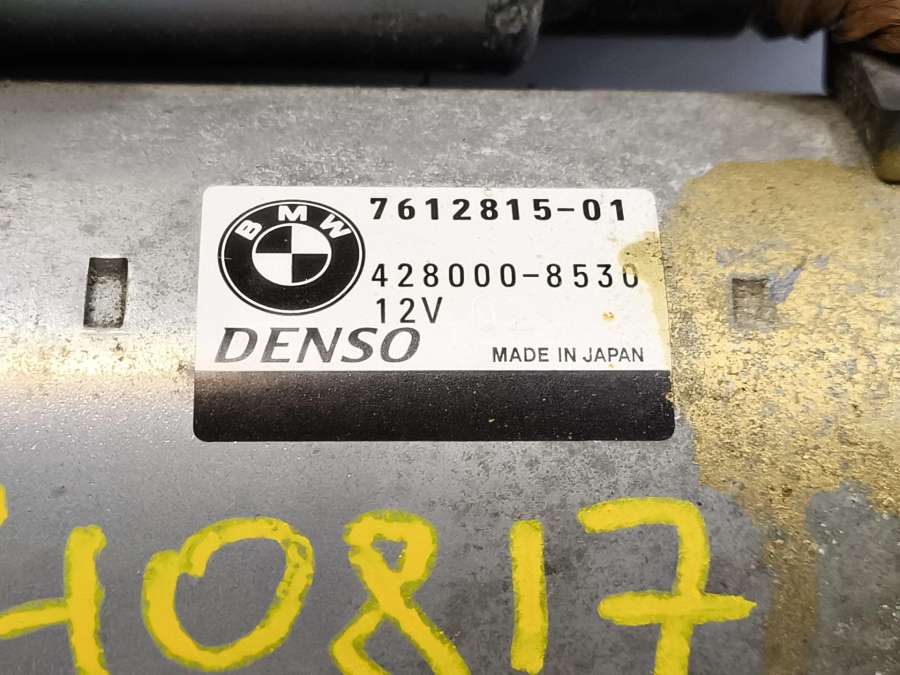 BMW
7612815-01
428000-8530
12V
DENSO
MADE IN JAPAN
40817